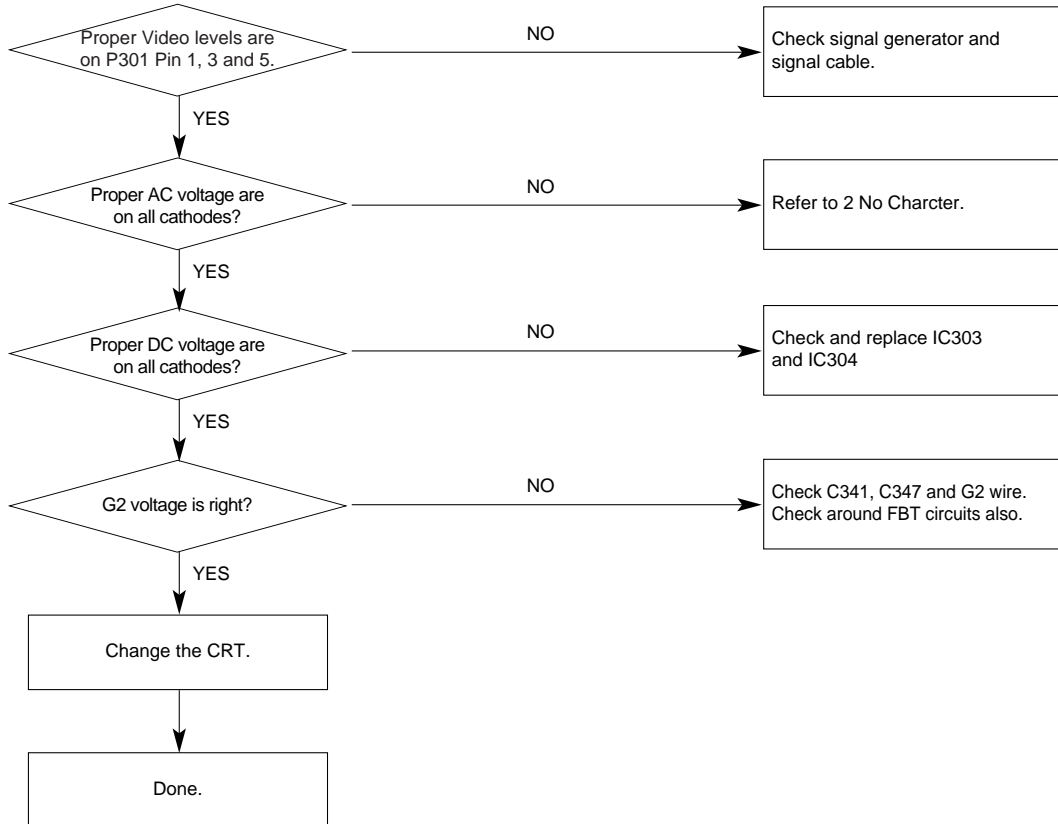 Proper Video levels are
on P301 Pin 1, 3 and 5.
NO
Check signal generator and
signal cable.
YES
Proper AC voltage are
on all cathodes?
NO
Refer to 2 No Charcter.
YES
Proper DC voltage are
on all cathodes?
NO
Check and replace IC303
and IC304
YES
G2 voltage is right?
NO
Check C341, C347 and G2 wire.
Check around FBT circuits also.
YES
Change the CRT.
Done.